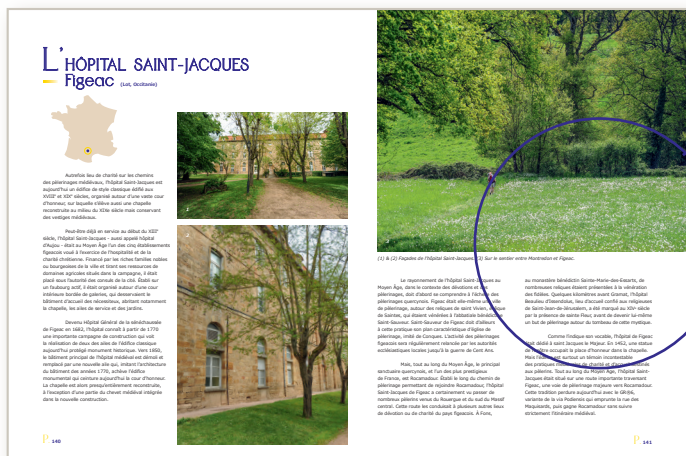 L'HÔPITAL SAINT-JACQUES
Figeac (Lot, Occitanie)
Autrefois lieu de charité sur les chemins
des pèlerinages médiévaux, l'hôpital Saint-Jacques est
aujourd'hui un édifice de style classique édifié aux
XVIIIe et XIXe siècles, organisé autour d'une vaste cour
d'honneur, sur laquelle s'élève aussi une chapelle
reconstruite au milieu du XIXe siècle mais conservant
des vestiges médiévaux.
Peut-être déjà en service au début du XIIIe
siècle, l'hôpital Saint-Jacques - aussi appelé hôpital
d'Aujou - était au Moyen Âge l'un des cinq établissements
figeacois voué à l'exercice de l'hospitalité et de la
charité chrétienne. Financé par les riches familles nobles
ou bourgeoises de la ville et tirant ses ressources de
domaines agricoles situés dans la campagne, il était
placé sous l'autorité des consuls de la cité. Établi sur
un faubourg actif, il était organisé autour d'une cour
intérieure bordée de galeries, qui desservaient le
bâtiment d'accueil des nécessiteux, abritant notamment
la chapelle, les ailes de service et des jardins.
Devenu Hôpital Général de la sénéchaussée
de Figeac en 1682, l'hôpital connaît à partir de 1770
une importante campagne de construction qui voit
la réalisation de deux des ailes de l'édifice classique
aujourd'hui protégé monument historique. Vers 1850,
le bâtiment principal de l'hôpital médiéval est démoli et
remplacé par une nouvelle aile qui, imitant l'architecture
du bâtiment des années 1770, achève l'édifice
monumental qui ceinture aujourd'hui la cour d'honneur.
La chapelle est alors presqu'entièrement reconstruite,
à l'exception d'une partie du chevet médiéval intégrée
dans la nouvelle construction.
140
(1) & (2) Façades de l'hôpital Saint-Jacques. (3) Sur le sentier entre Montredon et Figeac.
Le rayonnement de l'hôpital Saint-Jacques au
Moyen Âge, dans le contexte des dévotions et des
pèlerinages, doit d'abord se comprendre à l'échelle des
pèlerinages quercynois. Figeac était elle-même une ville
de pèlerinage, autour des reliques de saint Vivien, évêque
de Saintes, qui étaient vénérées à l'abbatiale bénédictine
Saint-Sauveur. Saint-Sauveur de Figeac doit d'ailleurs
à cette pratique son plan caractéristique d'église de
pèlerinage, imité de Conques. L'activité des pèlerinages
figeacois sera régulièrement relancée par les autorités
ecclésiastiques locales jusqu'à la guerre de Cent Ans.
Mais, tout au long du Moyen Âge, le principal
sanctuaire quercynois, et l'un des plus prestigieux
de France, est Rocamadour. Établi le long du chemin de
pèlerinage permettant de rejoindre Rocamadour, l'hôpital
Saint-Jacques de Figeac a certainement vu passer de
nombreux pèlerins venus du Rouergue et du sud du Massif
central. Cette route les conduisait à plusieurs autres lieux
de dévotion ou de charité du pays figeacois. À Fons,
au monastère bénédictin Sainte-Marie-des-Essarts, de
nombreuses reliques étaient présentées à la vénération
des fidèles. Quelques kilomètres avant Gramat, l'hôpital
Beaulieu d'Issendolus, lieu d'accueil confié aux religieuses
de Saint-Jean-de-Jérusalem, a été marqué au XIVe siècle
par la présence de sainte Fleur, avant de devenir lui-même
un but de pèlerinage autour du tombeau de cette mystique.
Comme l'indique son vocable, l'hôpital de Figeac
était dédié à saint Jacques le Majeur. En 1452, une statue
de l'apôtre occupait la place d'honneur dans la chapelle.
Mais l'édifice est surtout un témoin incontestable
des pratiques médiévales de charité et d'accueil réservés
aux pèlerins. Tout au long du Moyen Âge, l'hôpital Saint-
Jacques était situé sur une route importante traversant
Figeac, une voie de pèlerinage majeure vers Rocamadour.
Cette tradition perdure aujourd'hui avec le GR®6,
variante de la via Podiensis qui emprunte la rue des
Maquisards, puis gagne Rocamadour sans suivre
strictement l'itinéraire médiéval.
141